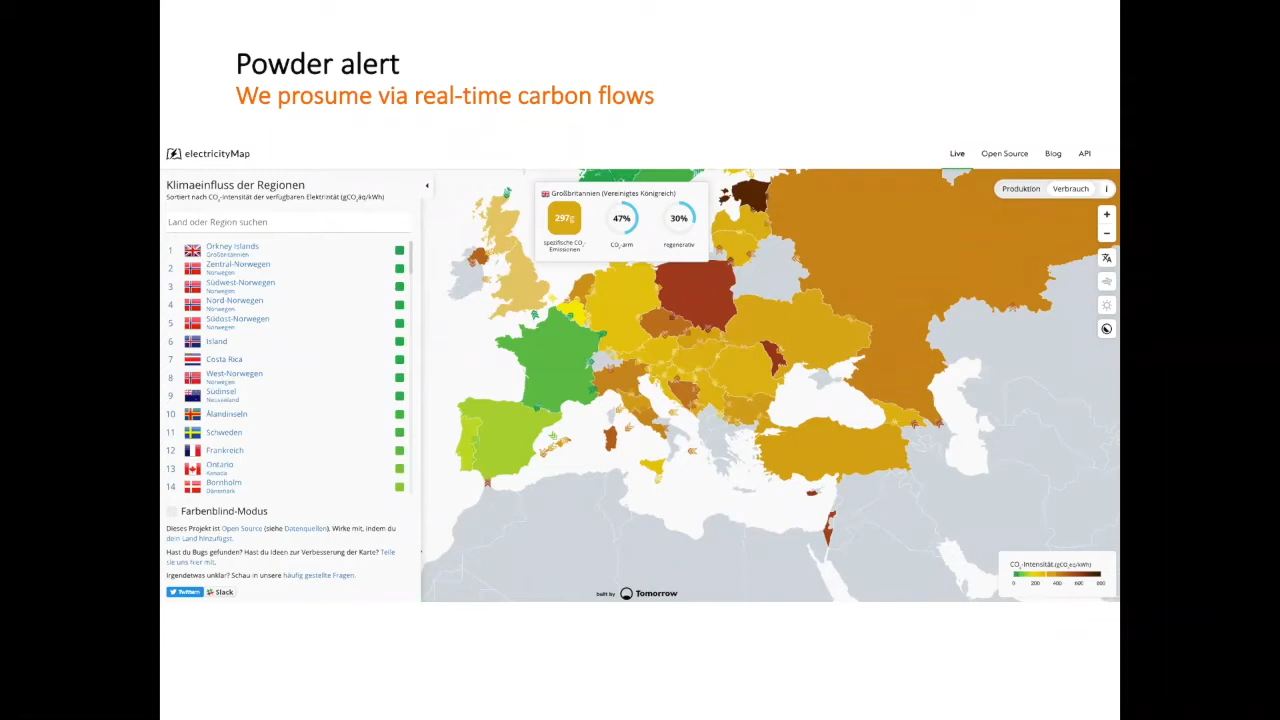 Powder alert
We prosume via real-time carbon flows
electricityMap
Live Open Source Blog API
Klimaeinfluss der Regionen
Sortiert nach CO₂-Intensität der verfügbaren Elektrintät (gCO₂äq/kWh)
Land oder Region suchen
1 Orkney Islands
Großbritannien
2 Zentral-Norwegen
Norwegen
3 Südwest-Norwegen
Norwegen
4 Nord-Norwegen
Norwegen
5 Südost-Norwegen
Norwegen
6 Island
7 Costa Rica
8 West-Norwegen
Norwegen
9 Südinsel
Neuseeland
10 Ålandinseln
11 Schweden
12 Frankreich
13 Ontario
Kanada
14 Bornholm
Dänemark
Farbenblind-Modus
Dieses Projekt ist Open Source (siehe Datenquellen). Wirke mit, indem du
dein Land hinzufügst.
Hast du Bugs gefunden? Hast du Ideen zur Verbesserung der Karte? Teile
sie uns hier mit.
Irgendetwas unklar? Schau in unsere häufig gestellte Fragen.
Twittern Slack
Großbritannien (Vereinigtes Königreich)
297g 47% 30%
spezifische CO₂-
Emissionen
CO₂-arm
regenerativ
Produktion Verbrauch i
+
−
CO₂-Intensität (gCO₂eq/kWh)
0 200 400 600 800
built by Tomorrow